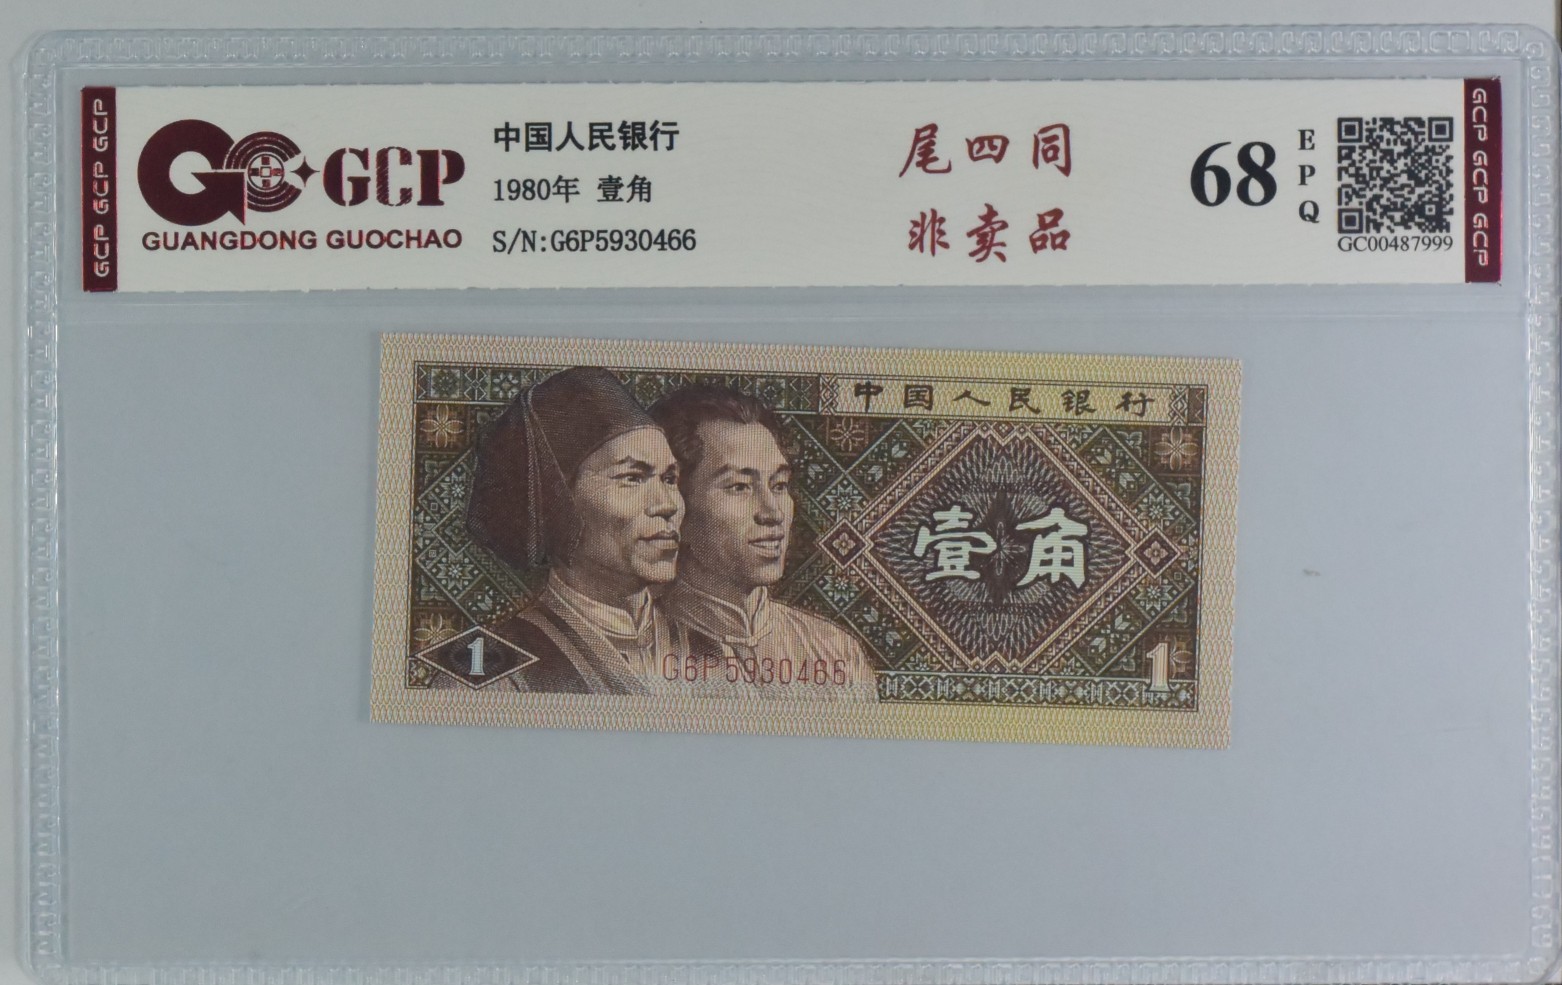 GCP GCP GCP
GCP
GUANGDONG GUOCHAO
中国人民银行
1980年 壹角
S/N:G6P5930466
尾四同
非卖品
68
EPQ
GC00487999
GCP GCP GCP
中国人民银行
壹角
1
G6P5930466
1